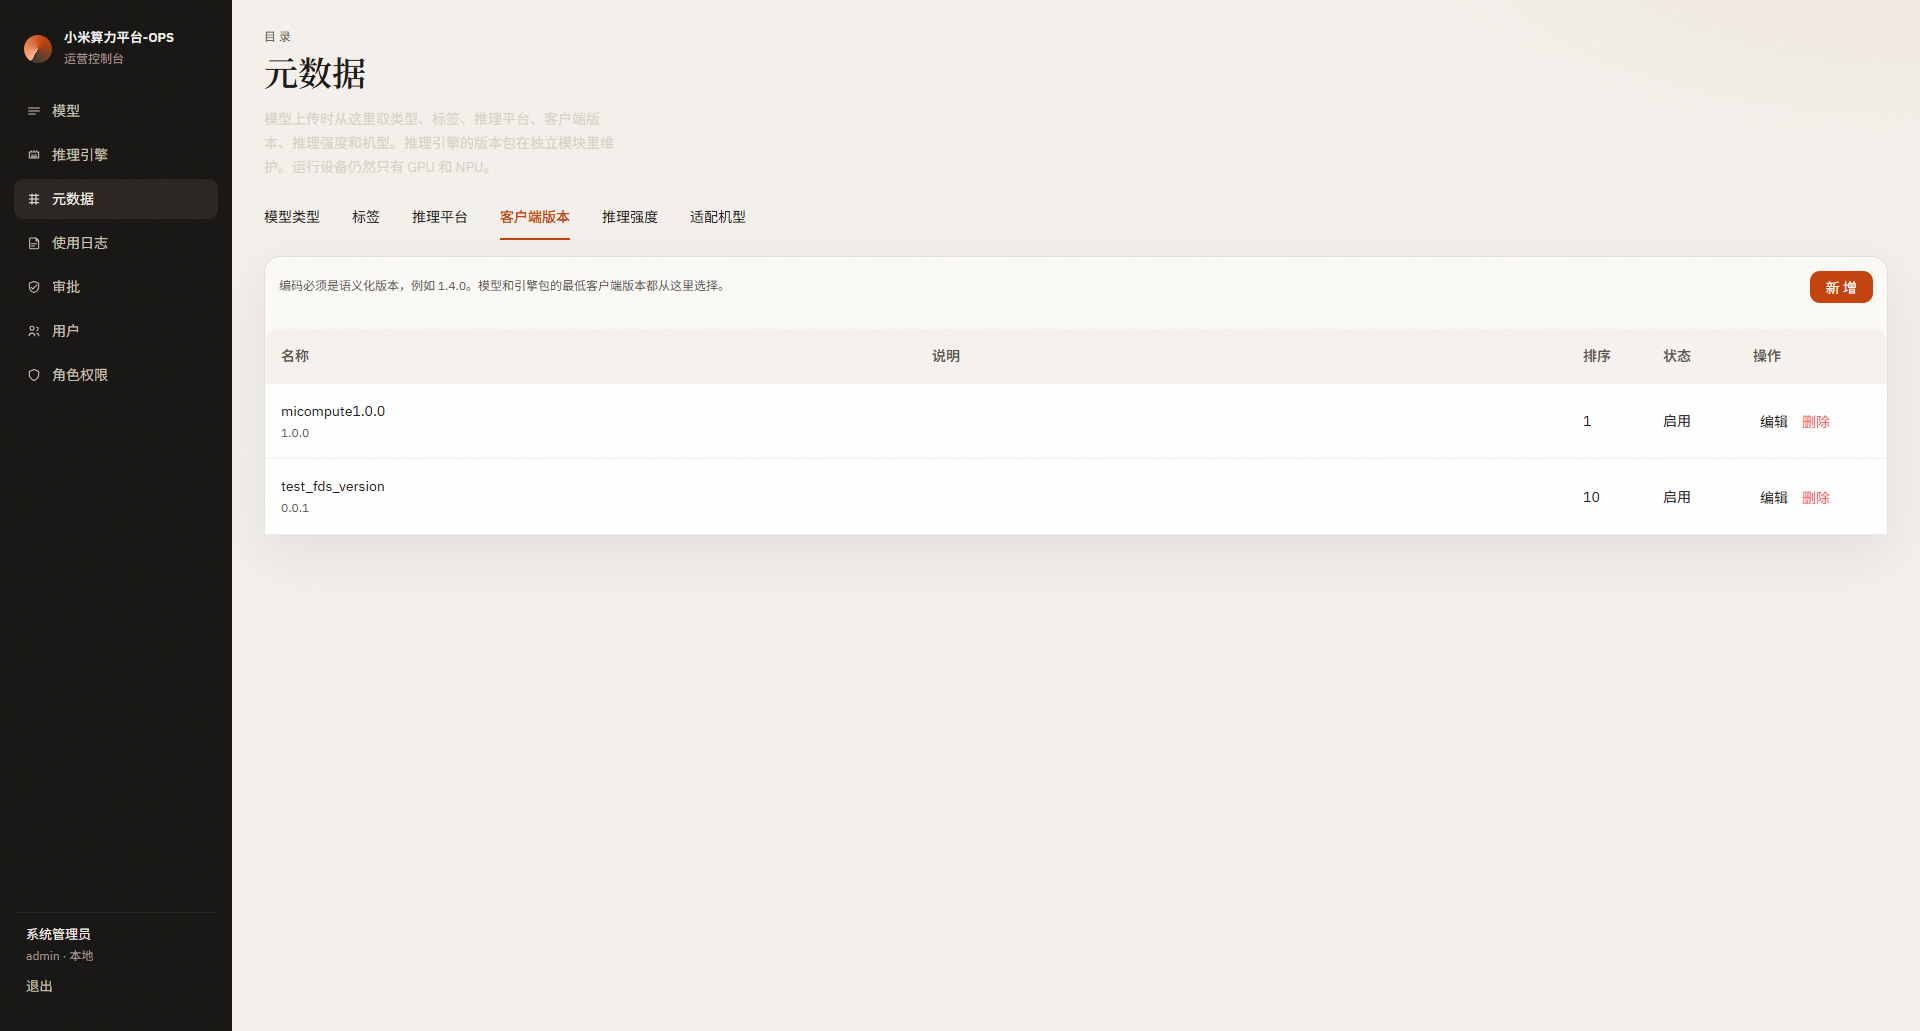 小米算力平台-OPS
运营控制台
模型
推理引擎
元数据
使用日志
审批
用户
角色权限
系统管理员
admin · 本地
退出
目录
元数据
模型上传时从这里取类型、标签、推理平台、客户端版
本、推理强度和机型。推理引擎的版本包在独立模块里维
护。运行设备仍然只有 GPU 和 NPU。
模型类型 标签 推理平台 客户端版本 推理强度 适配机型
编码必须是语义化版本，例如 1.4.0。模型和引擎包的最低客户端版本都从这里选择。
新增
名称 说明 排序 状态 操作
micompute1.0.0
1.0.0
1 启用 编辑 删除
test_fds_version
0.0.1
10 启用 编辑 删除